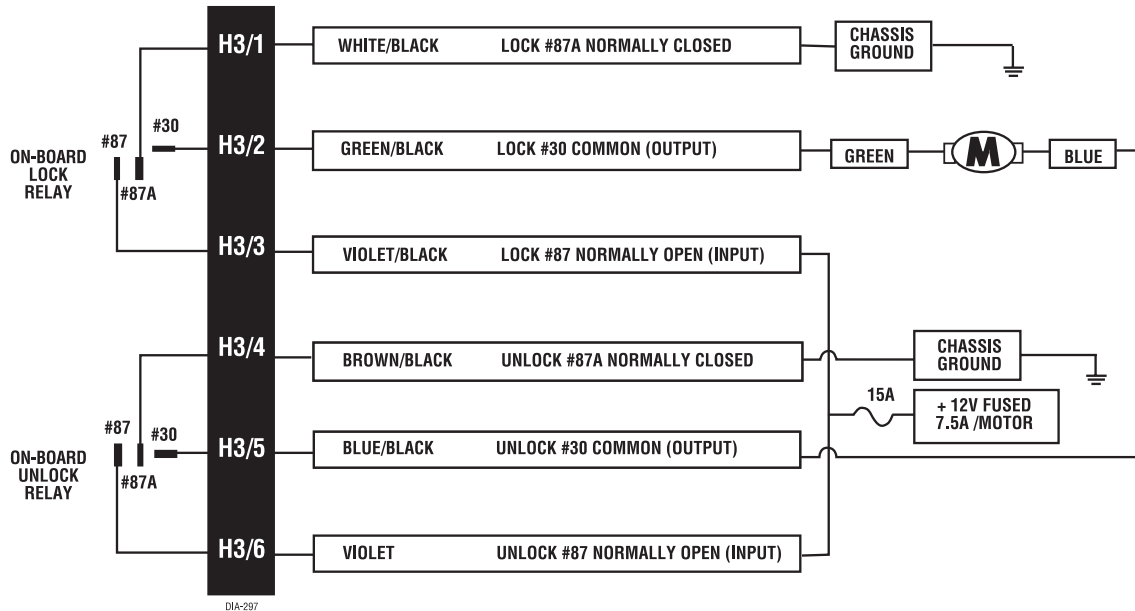 H3/1
WHITE/BLACK LOCK #87A NORMALLY CLOSED
CHASSIS
GROUND
ON-BOARD
LOCK
RELAY
#87
#30
#87A
H3/2
GREEN/BLACK LOCK #30 COMMON (OUTPUT)
GREEN
M
BLUE
H3/3
VIOLET/BLACK LOCK #87 NORMALLY OPEN (INPUT)
H3/4
BROWN/BLACK UNLOCK #87A NORMALLY CLOSED
CHASSIS
GROUND
15A
+ 12V FUSED
7.5A /MOTOR
ON-BOARD
UNLOCK
RELAY
#87
#30
#87A
H3/5
BLUE/BLACK UNLOCK #30 COMMON (OUTPUT)
H3/6
VIOLET UNLOCK #87 NORMALLY OPEN (INPUT)
DIA-297